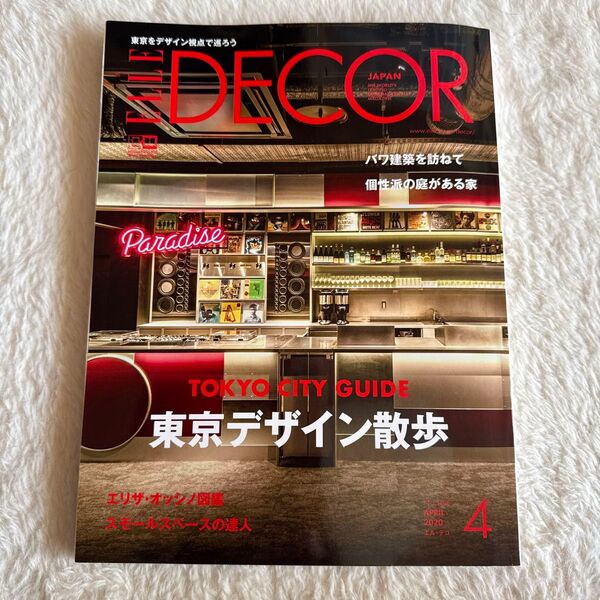 東京をデザイン視点で巡ろう
ELLE DECOR
JAPAN
バワ建築を訪ねて
個性派の庭がある家
Paradise
TOKYO CITY GUIDE
東京デザイン散歩
エリザ・オッシノ図鑑
スモールスペースの達人
APRIL
2020
エル・デコ
4